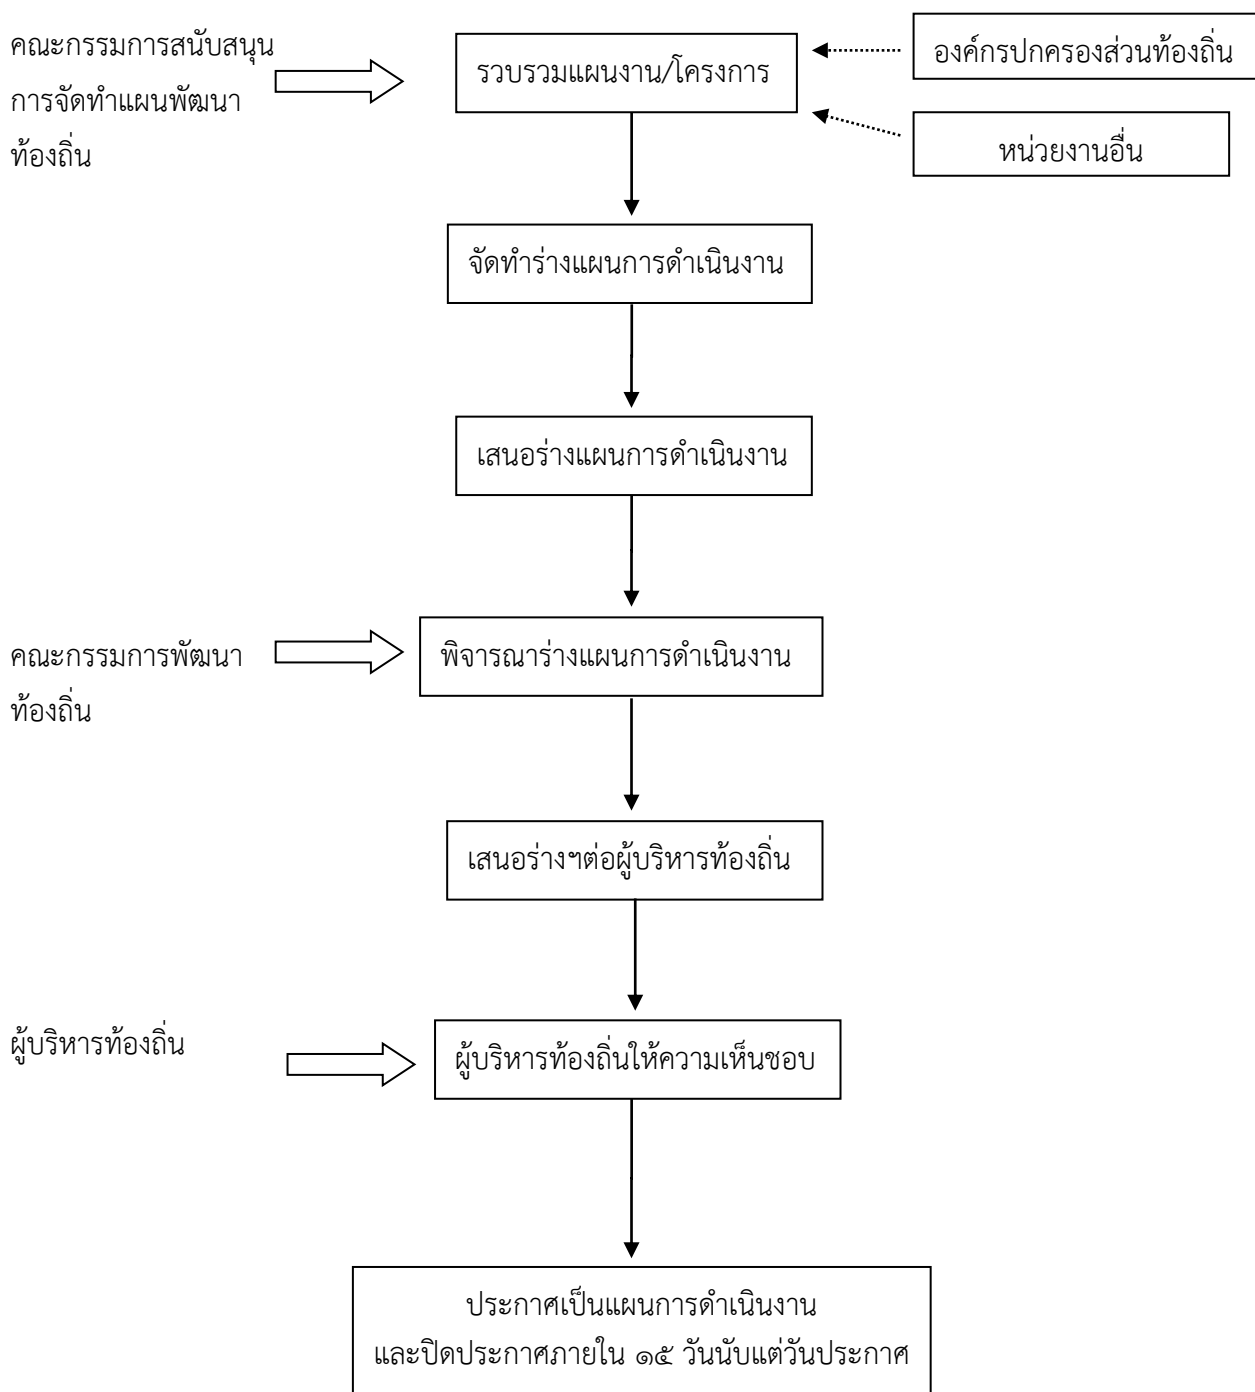 คณะกรรมการสนับสนุน
การจัดทำแผนพัฒนา
ท้องถิ่น
รวบรวมแผนงาน/โครงการ
องค์กรปกครองส่วนท้องถิ่น
หน่วยงานอื่น
จัดทำร่างแผนการดำเนินงาน
เสนอร่างแผนการดำเนินงาน
คณะกรรมการพัฒนา
ท้องถิ่น
พิจารณาร่างแผนการดำเนินงาน
เสนอร่างฯต่อผู้บริหารท้องถิ่น
ผู้บริหารท้องถิ่น
ผู้บริหารท้องถิ่นให้ความเห็นชอบ
ประกาศเป็นแผนการดำเนินงาน
และปิดประกาศภายใน ๑๕ วันนับแต่วันประกาศ